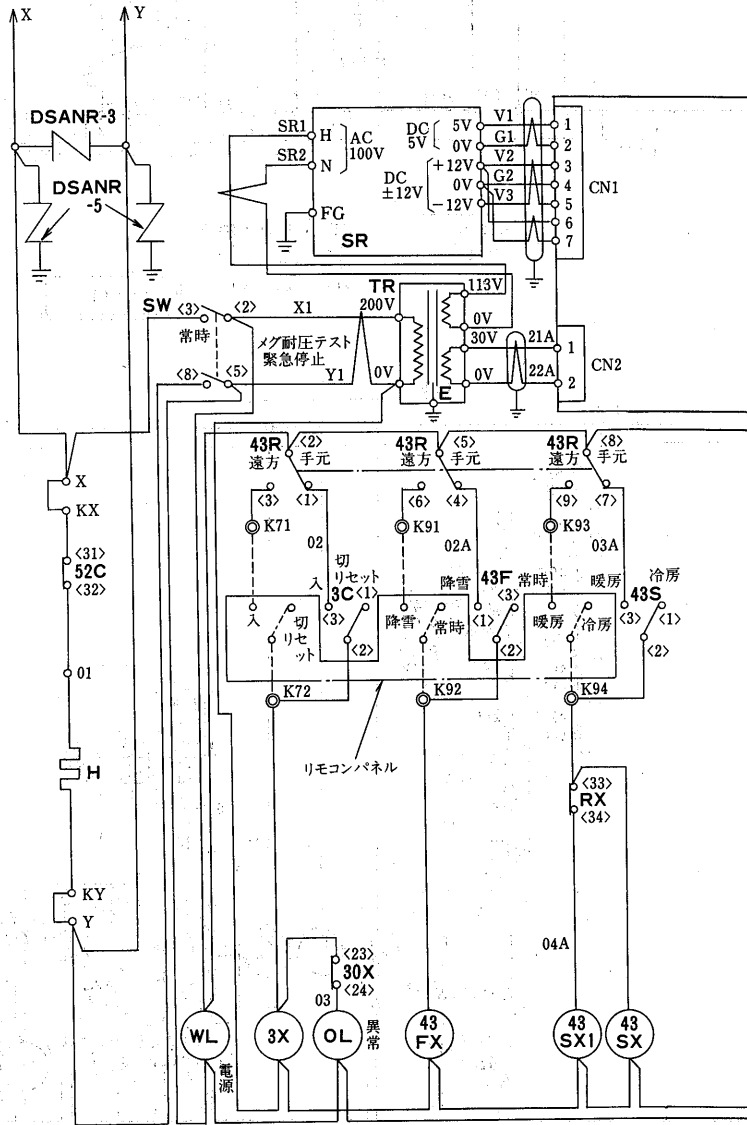 X
Y
DSANR-3
DSANR
-5
SR1
SR2
H
N
AC
100V
FG
SR
DC
5V
DC
±12V
5V
0V
+12V
0V
-12V
V1
G1
V2
G2
V3
1
2
3
4
5
6
7
CN1
SW
<3>
<2>
常時
<8>
<5>
メグ耐圧テスト
緊急停止
X1
Y1
TR
200V
0V
113V
0V
30V
0V
E
21A
22A
1
2
CN2
43R
遠方
<2>
手元
<3>
<1>
43R
遠方
<5>
手元
<6>
<4>
43R
遠方
<8>
手元
<9>
<7>
K71
K91
K93
02
02A
03A
X
KX
<31>
52C
<32>
01
H
KY
Y
入
切
リセット
入
切
リセット
3C
<1>
<3>
<2>
降雪
常時
降雪
43F
常時
<3>
<1>
<2>
暖房
冷房
暖房
冷房
43S
<3>
<1>
<2>
K72
K92
K94
リモコンパネル
<33>
RX
<34>
04A
<23>
30X
<24>
03
WL
電源
3X
OL
異常
43
FX
43
SX1
43
SX